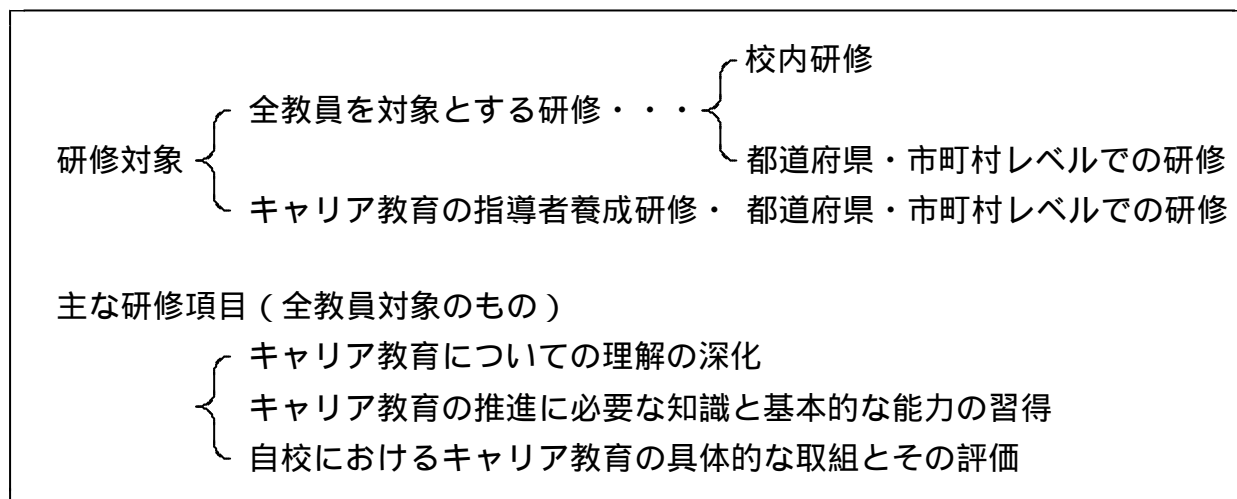 校内研修
全教員を対象とする研修・・・
研修対象
都道府県・市町村レベルでの研修
キャリア教育の指導者養成研修・ 都道府県・市町村レベルでの研修
主な研修項目(全教員対象のもの)
キャリア教育についての理解の深化
キャリア教育の推進に必要な知識と基本的な能力の習得
自校におけるキャリア教育の具体的な取組とその評価